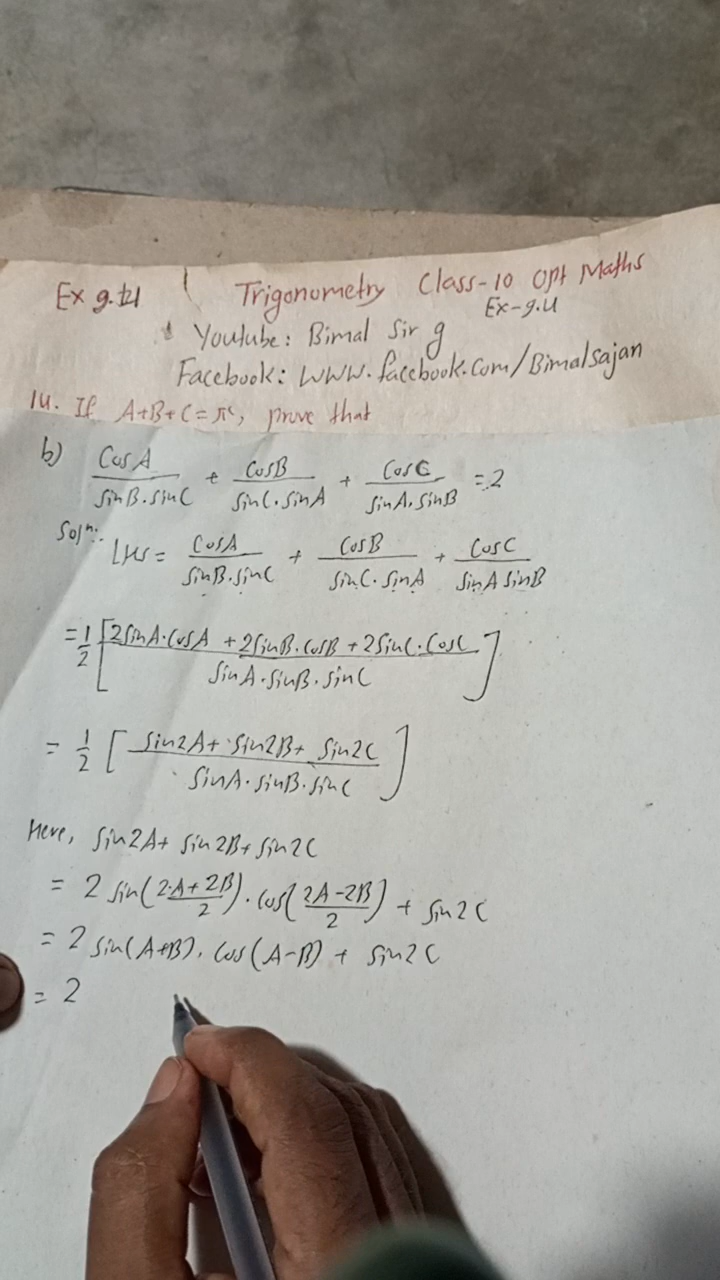 Ex 9.4 Trigonometry Class-10 Opt Maths
Ex-9.4
Youtube: Bimal Sir g
Facebook: www.facebook.com/Bimalsajan
14. If A+B+C=πᶜ, prove that
b) CosA/sinB.sinC + CosB/sinC.sinA + CosC/sinA.sinB = 2
Solⁿ: LHS = CosA/sinB.sinC + CosB/sinC.sinA + CosC/sinA sinB
= 1/2 [2sinA.CosA + 2sinB.CosB + 2sinC.CosC / sinA.sinB.sinC]
= 1/2 [sin2A + sin2B + sin2C / sinA.sinB.sinC]
Here, sin2A + sin2B + sin2C
= 2 sin(2A+2B/2).cos(2A-2B/2) + sin2C
= 2 sin(A+B).cos(A-B) + sin2C
= 2